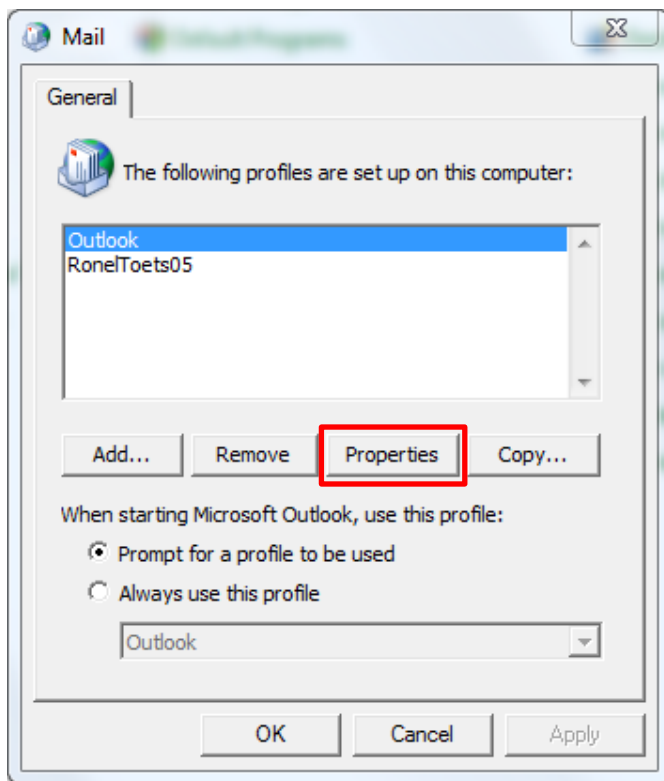 Mail
Default Programs
General
The following profiles are set up on this computer:
Outlook
RonelToets05
Add... Remove Properties Copy...
When starting Microsoft Outlook, use this profile:
Prompt for a profile to be used
Always use this profile
Outlook
OK Cancel Apply